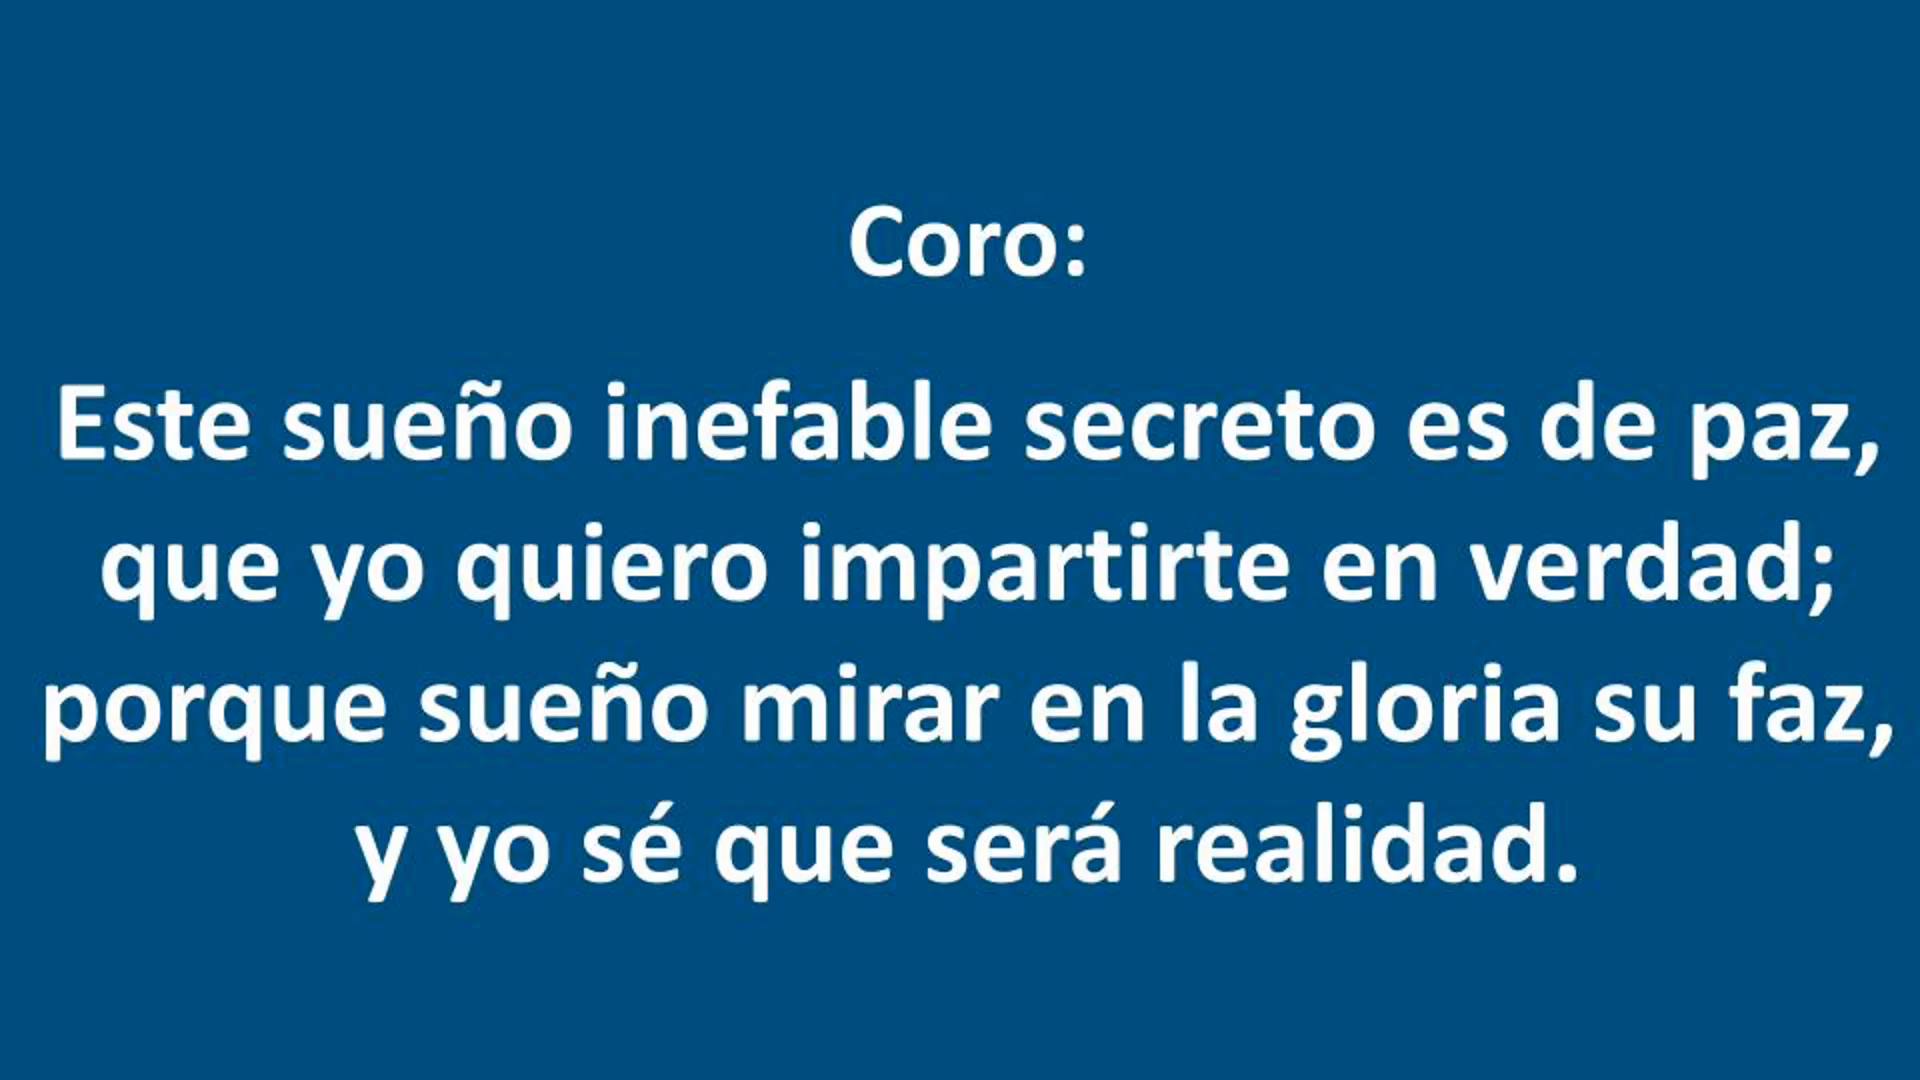 Coro:
Este sueño inefable secreto es de paz,
que yo quiero impartirte en verdad;
porque sueño mirar en la gloria su faz,
y yo sé que será realidad.